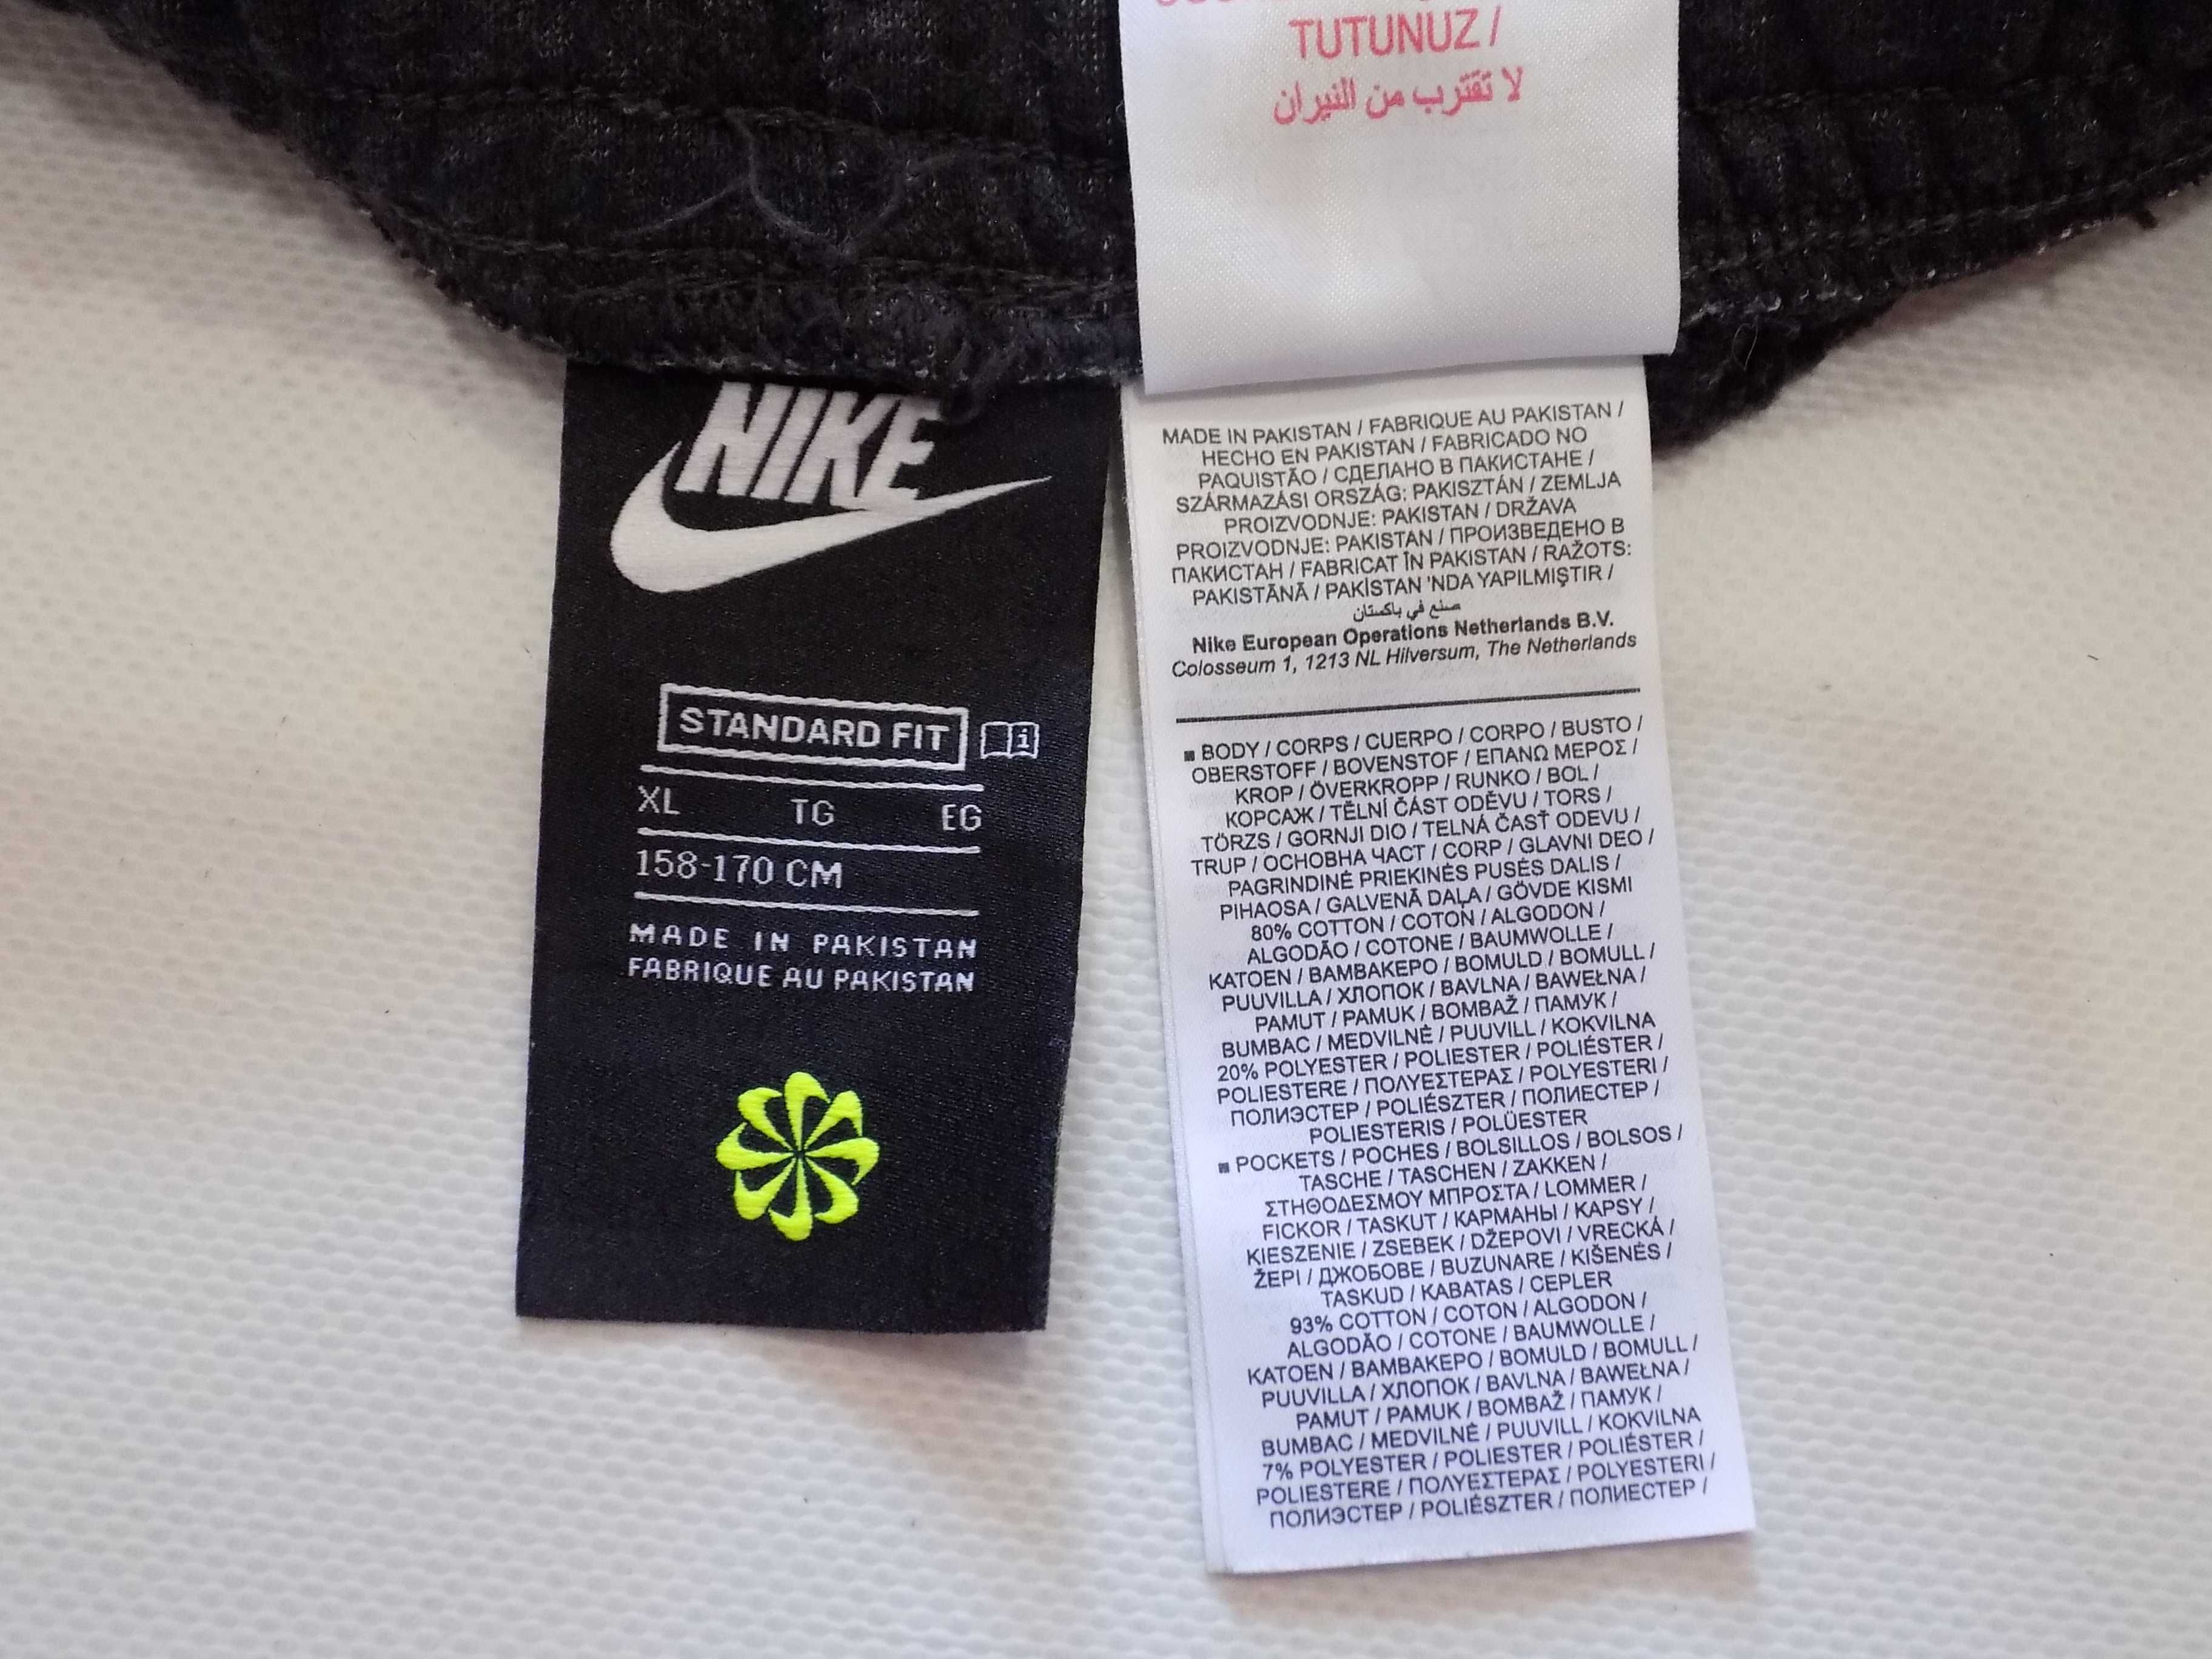 TUTUNUZ /
لا تقترب من النيران
NIKE
STANDARD FIT
XL TG EG
158-170 CM
MADE IN PAKISTAN
FABRIQUE AU PAKISTAN
MADE IN PAKISTAN / FABRIQUE AU PAKISTAN /
HECHO EN PAKISTAN / FABRICADO NO
PAQUISTÃO / СДЕЛАНО В ПАКИСТАНЕ /
SZÁRMAZÁSI ORSZÁG: PAKISZTÁN / ZEMLJA
PROIZVODNJE: PAKISTAN / DRŽAVA
PROIZVODNJE: PAKISTAN / ПРОИЗВЕДЕНО В
ПАКИСТАН / FABRICAT ÎN PAKISTAN / RAŽOTS:
PAKISTĀNĀ / PAKİSTAN 'NDA YAPILMIŞTIR /
صنع في باكستان
Nike European Operations Netherlands B.V.
Colosseum 1, 1213 NL Hilversum, The Netherlands
■ BODY / CORPS / CUERPO / CORPO / BUSTO /
OBERSTOFF / BOVENSTOF / ΕΠΑΝΩ ΜΕΡΟΣ /
KROP / ÖVERKROPP / RUNKO / BOL /
КОРСАЖ / TĚLNÍ ČÁST ODĚVU / TORS /
TÖRZS / GORNJI DIO / TELNÁ ČASŤ ODEVU /
TRUP / ОСНОВНА ЧАСТ / CORP / GLAVNI DEO /
PAGRINDINĖ PRIEKINĖS PUSĖS DALIS /
PIHAOSA / GALVENĀ DAĻA / GÖVDE KISMI
80% COTTON / COTON / ALGODON /
ALGODÃO / COTONE / BAUMWOLLE /
KATOEN / ΒΑΜΒΑΚΕΡΟ / BOMULD / BOMULL /
PUUVILLA / ХЛОПОК / BAVLNA / BAWEŁNA /
PAMUT / PAMUK / BOMBAŽ / ПАМУК /
BUMBAC / MEDVILNĖ / PUUVILL / KOKVILNA
20% POLYESTER / POLIESTER / POLIÉSTER /
POLIESTERE / ΠΟΛΥΕΣΤΕΡΑΣ / POLYESTERI /
ПОЛИЭСТЕР / POLIÉSZTER / ПОЛИЕСТЕР /
POLIESTERIS / POLÜESTER
■ POCKETS / POCHES / BOLSILLOS / BOLSOS /
TASCHE / TASCHEN / ZAKKEN /
ΣΤΗΘΟΔΕΣΜΟΥ ΜΠΡΟΣΤΑ / LOMMER /
FICKOR / TASKUT / КАРМАНЫ / KAPSY /
KIESZENIE / ZSEBEK / DŽEPOVI / VRECKÁ /
ŽEPI / ДЖОБОВЕ / BUZUNARE / KIŠENĖS /
TASKUD / KABATAS / CEPLER
93% COTTON / COTON / ALGODON /
ALGODÃO / COTONE / BAUMWOLLE /
KATOEN / ΒΑΜΒΑΚΕΡΟ / BOMULD / BOMULL /
PUUVILLA / ХЛОПОК / BAVLNA / BAWEŁNA /
PAMUT / PAMUK / BOMBAŽ / ПАМУК /
BUMBAC / MEDVILNĖ / PUUVILL / KOKVILNA
7% POLYESTER / POLIESTER / POLIÉSTER /
POLIESTERE / ΠΟΛΥΕΣΤΕΡΑΣ / POLYESTERI /
ПОЛИЭСТЕР / POLIÉSZTER / ПОЛИЕСТЕР /